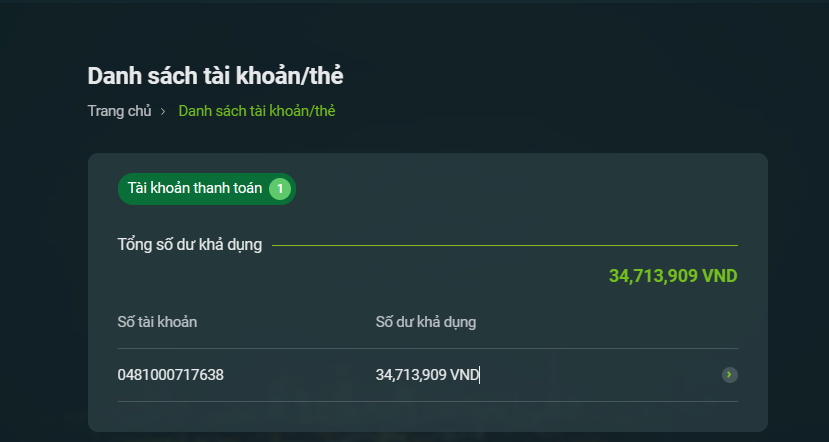 Danh sách tài khoản/thẻ
Trang chủ › Danh sách tài khoản/thẻ
Tài khoản thanh toán 1
Tổng số dư khả dụng
34,713,909 VND
Số tài khoản Số dư khả dụng
0481000717638 34,713,909 VND